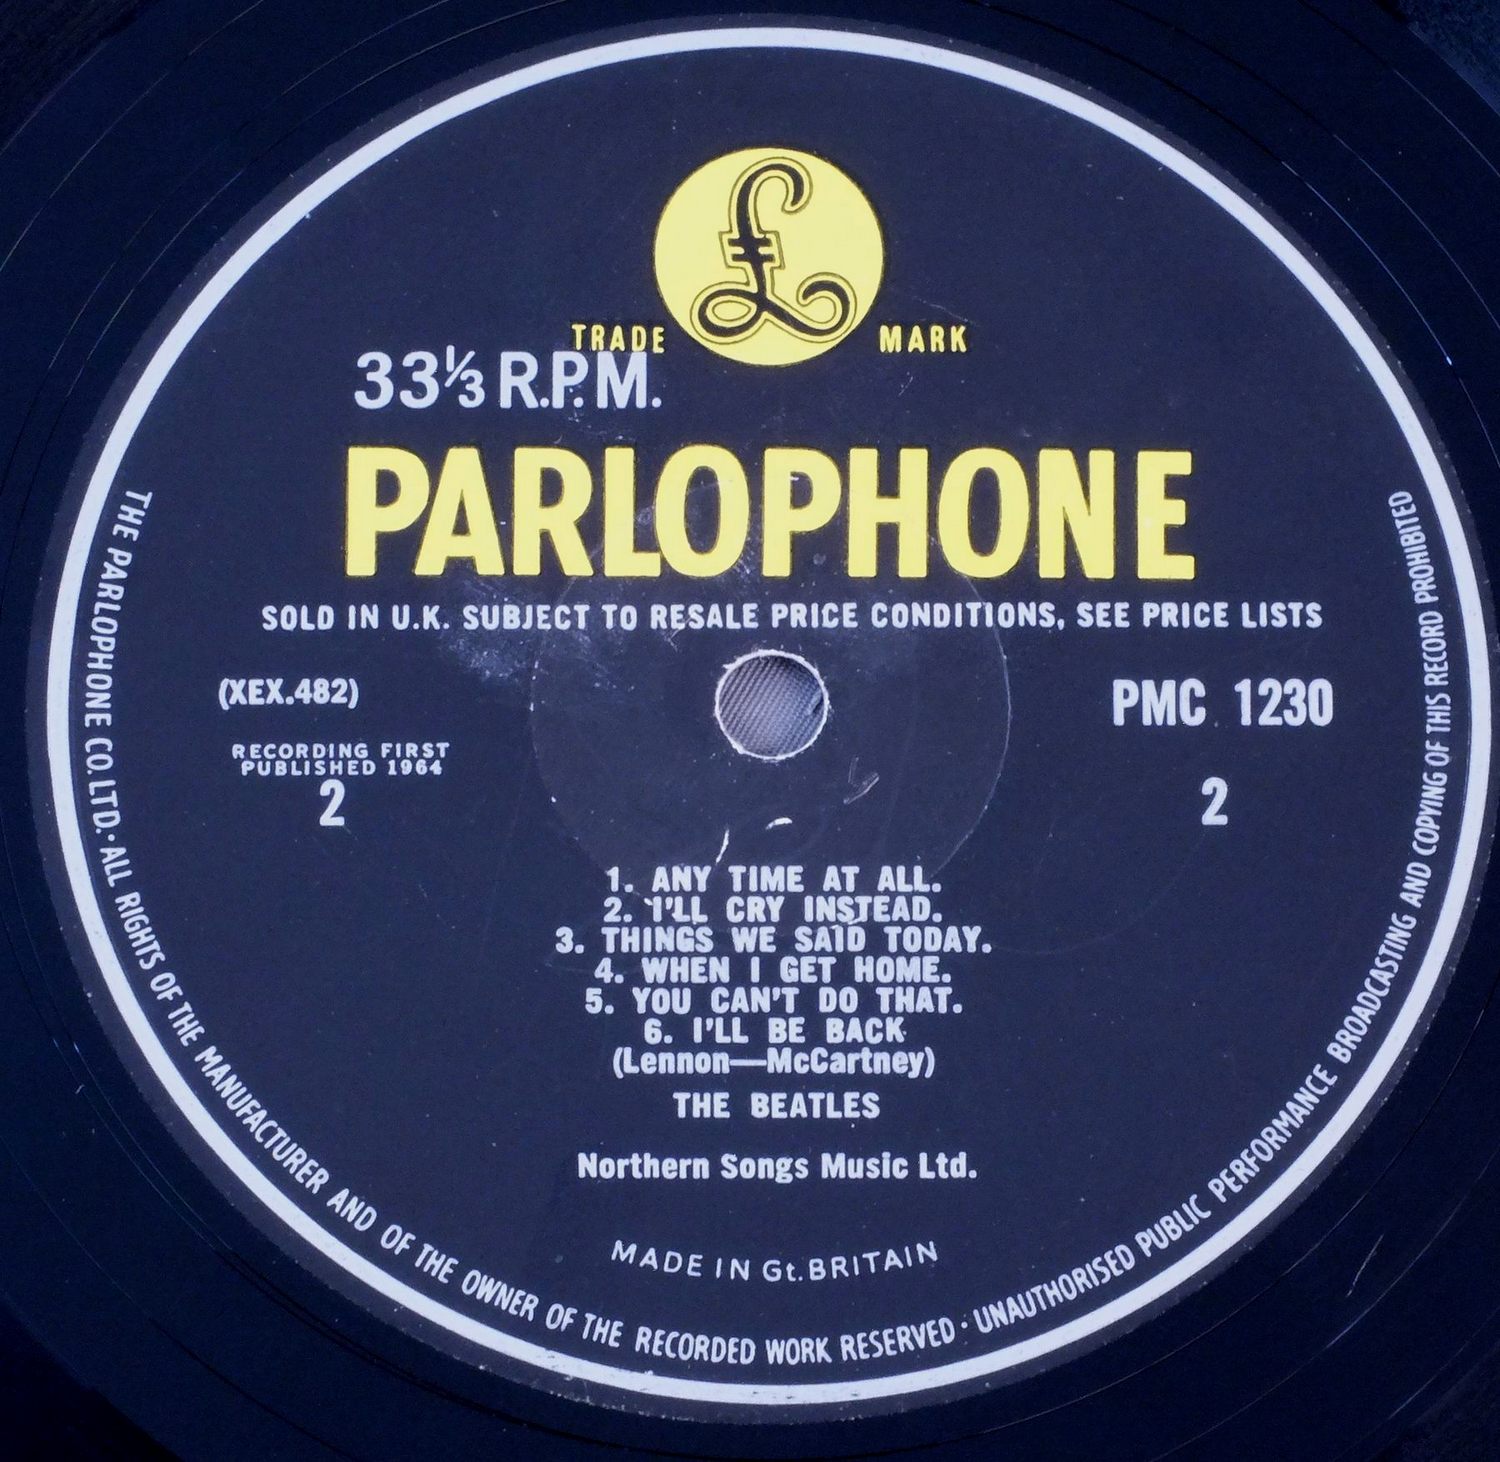 £
TRADE MARK
33⅓ R.P.M.
PARLOPHONE
SOLD IN U.K. SUBJECT TO RESALE PRICE CONDITIONS, SEE PRICE LISTS
(XEX.482)
PMC 1230
RECORDING FIRST
PUBLISHED 1964
2
2
1. ANY TIME AT ALL.
2. I'LL CRY INSTEAD.
3. THINGS WE SAID TODAY.
4. WHEN I GET HOME.
5. YOU CAN'T DO THAT.
6. I'LL BE BACK
(Lennon—McCartney)
THE BEATLES
Northern Songs Music Ltd.
MADE IN Gt. BRITAIN
THE PARLOPHONE CO. LTD. · ALL RIGHTS OF THE MANUFACTURER AND OF THE OWNER OF THE RECORDED WORK RESERVED · UNAUTHORISED PUBLIC PERFORMANCE BROADCASTING AND COPYING OF THIS RECORD PROHIBITED